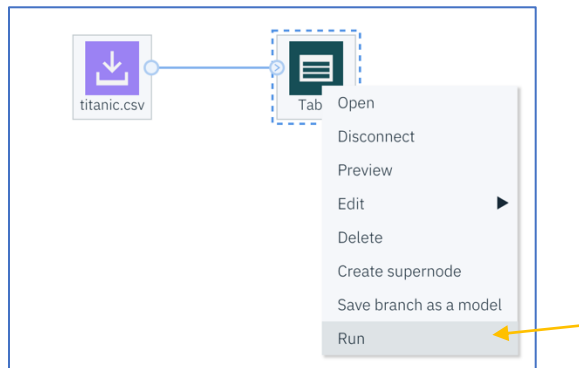 titanic.csv
Tab
Open
Disconnect
Preview
Edit
Delete
Create supernode
Save branch as a model
Run